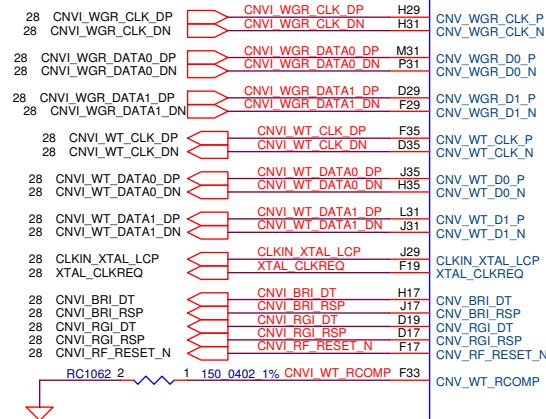 28 CNVI_WGR_CLK_DP CNVI_WGR_CLK_DP H29 CNV_WGR_CLK_P
28 CNVI_WGR_CLK_DN CNVI_WGR_CLK_DN H31 CNV_WGR_CLK_N
28 CNVI_WGR_DATA0_DP CNVI_WGR_DATA0_DP M31 CNV_WGR_D0_P
28 CNVI_WGR_DATA0_DN CNVI_WGR_DATA0_DN P31 CNV_WGR_D0_N
28 CNVI_WGR_DATA1_DP CNVI_WGR_DATA1_DP D29 CNV_WGR_D1_P
28 CNVI_WGR_DATA1_DN CNVI_WGR_DATA1_DN F29 CNV_WGR_D1_N
28 CNVI_WT_CLK_DP CNVI_WT_CLK_DP F35 CNV_WT_CLK_P
28 CNVI_WT_CLK_DN CNVI_WT_CLK_DN D35 CNV_WT_CLK_N
28 CNVI_WT_DATA0_DP CNVI_WT_DATA0_DP J35 CNV_WT_D0_P
28 CNVI_WT_DATA0_DN CNVI_WT_DATA0_DN H35 CNV_WT_D0_N
28 CNVI_WT_DATA1_DP CNVI_WT_DATA1_DP L31 CNV_WT_D1_P
28 CNVI_WT_DATA1_DN CNVI_WT_DATA1_DN J31 CNV_WT_D1_N
28 CLKIN_XTAL_LCP CLKIN_XTAL_LCP J29 CLKIN_XTAL
28 XTAL_CLKREQ XTAL_CLKREQ F19 XTAL_CLKREQ
28 CNVI_BRI_DT CNVI_BRI_DT H17 CNV_BRI_DT
28 CNVI_BRI_RSP CNVI_BRI_RSP J17 CNV_BRI_RSP
28 CNVI_RGI_DT CNVI_RGI_DT D19 CNV_RGI_DT
28 CNVI_RGI_RSP CNVI_RGI_RSP D17 CNV_RGI_RSP
28 CNVI_RF_RESET_N CNVI_RF_RESET_N F17 CNV_RF_RESET_N
RC1062 2 1 150_0402_1% CNVI_WT_RCOMP F33 CNV_WT_RCOMP